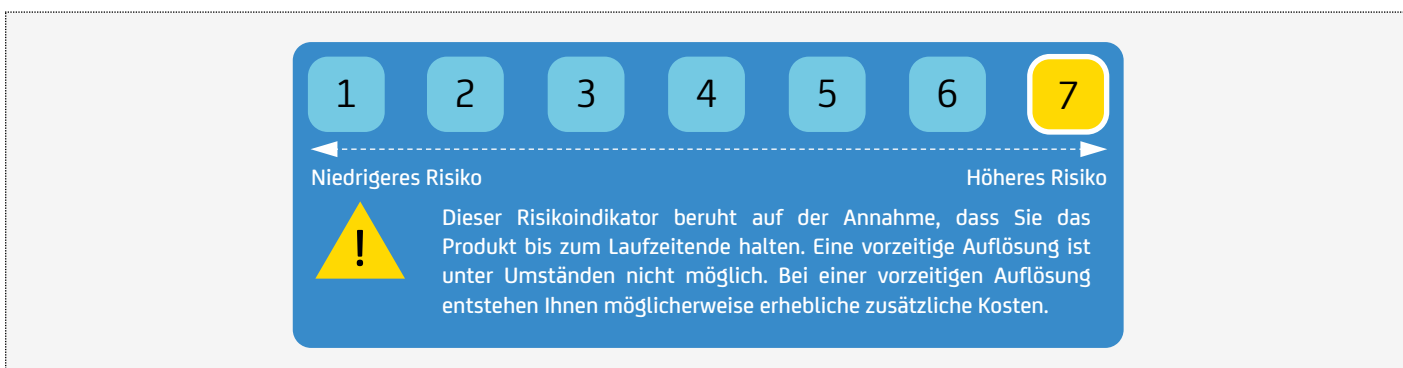 1 2 3 4 5 6 7
Niedrigeres Risiko Höheres Risiko
!
Dieser Risikoindikator beruht auf der Annahme, dass Sie das
Produkt bis zum Laufzeitende halten. Eine vorzeitige Auflösung ist
unter Umständen nicht möglich. Bei einer vorzeitigen Auflösung
entstehen Ihnen möglicherweise erhebliche zusätzliche Kosten.